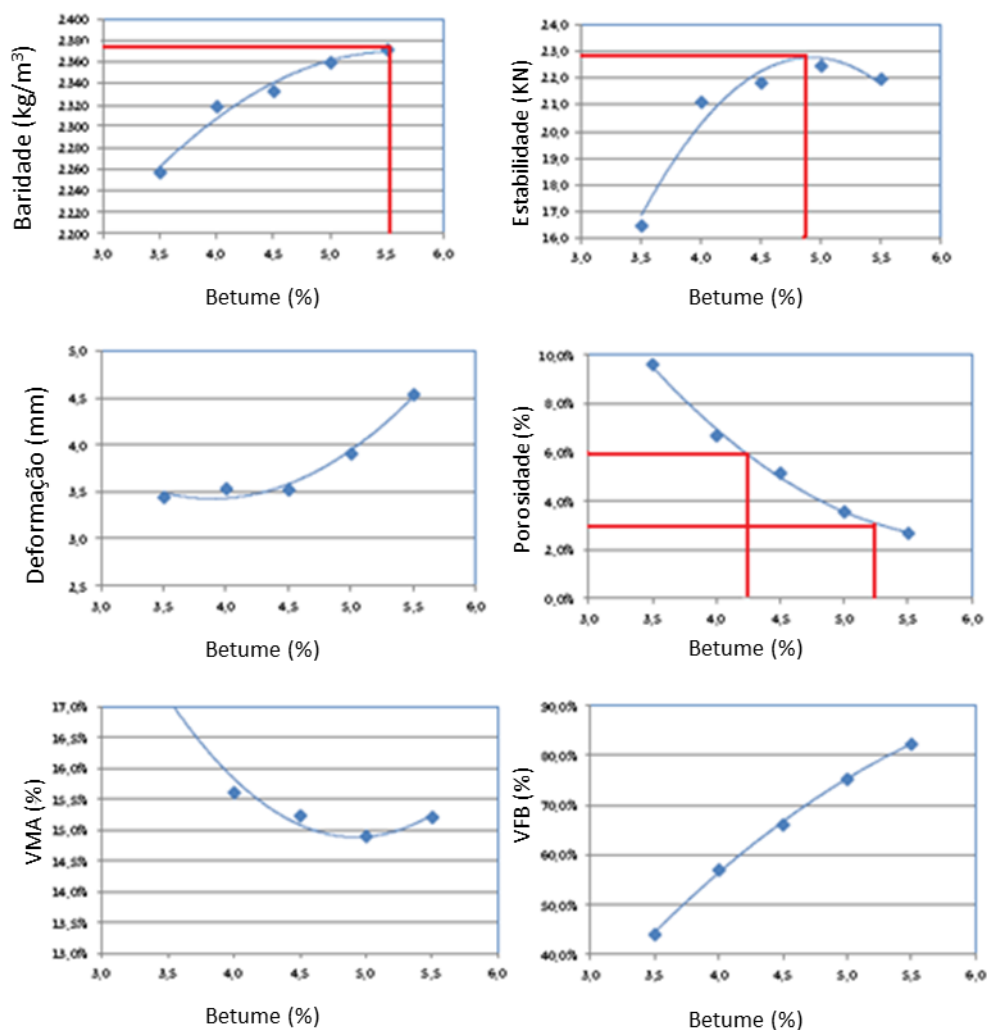 Baridade (kg/m³)
2400
2.380
2.360
2.340
2.320
2.300
2.280
2.260
2.240
2.220
2.200
3,0 3,5 4,0 4,5 5,0 5,5 6,0
Betume (%)
Estabilidade (KN)
24,0
23,0
22,0
21,0
20,0
19,0
18,0
17,0
16,0
3,0 3,5 4,0 4,5 5,0 5,5 6,0
Betume (%)
Deformação (mm)
5,0
4,5
4,0
3,5
3,0
2,5
3,0 3,5 4,0 4,5 5,0 5,5 6,0
Betume (%)
Porosidade (%)
10,0%
8,0%
6,0%
4,0%
2,0%
0,0%
3,0 3,5 4,0 4,5 5,0 5,5 6,0
Betume (%)
VMA (%)
17,0%
16,5%
16,0%
15,5%
15,0%
14,5%
14,0%
13,5%
13,0%
3,0 3,5 4,0 4,5 5,0 5,5 6,0
Betume (%)
VFB (%)
90,0%
80,0%
70,0%
60,0%
50,0%
40,0%
3,0 3,5 4,0 4,5 5,0 5,5 6,0
Betume (%)